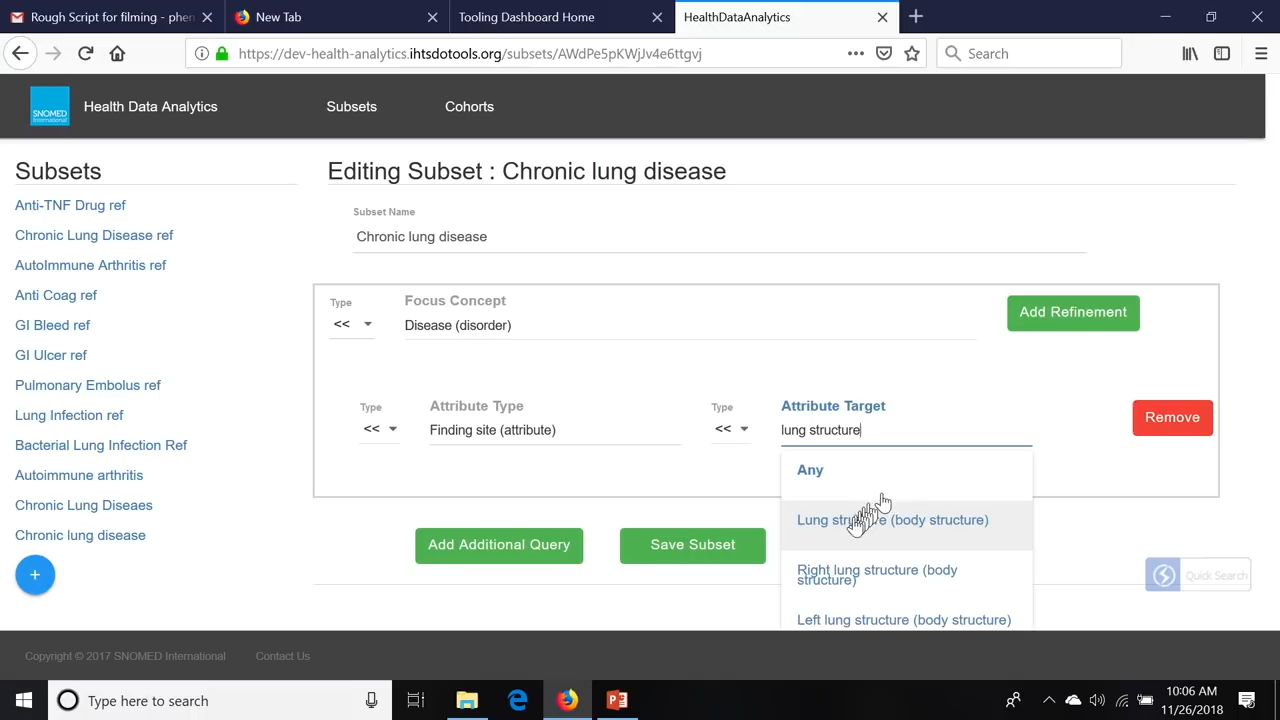 Rough Script for filming - phen
New Tab
Tooling Dashboard Home
HealthDataAnalytics
https://dev-health-analytics.ihtsdotools.org/subsets/AWdPe5pKWjJv4e6ttgvj
Search
SNOMED
International
Health Data Analytics
Subsets
Cohorts
Subsets
Anti-TNF Drug ref
Chronic Lung Disease ref
AutoImmune Arthritis ref
Anti Coag ref
GI Bleed ref
GI Ulcer ref
Pulmonary Embolus ref
Lung Infection ref
Bacterial Lung Infection Ref
Autoimmune arthritis
Chronic Lung Diseaes
Chronic lung disease
+
Editing Subset : Chronic lung disease
Subset Name
Chronic lung disease
Type
<<
Focus Concept
Disease (disorder)
Add Refinement
Type
<<
Attribute Type
Finding site (attribute)
Type
<<
Attribute Target
lung structure
Remove
Any
Lung structure (body structure)
Right lung structure (body
structure)
Left lung structure (body structure)
Add Additional Query
Save Subset
Quick Search
Copyright © 2017 SNOMED International
Contact Us
Type here to search
10:06 AM
11/26/2018